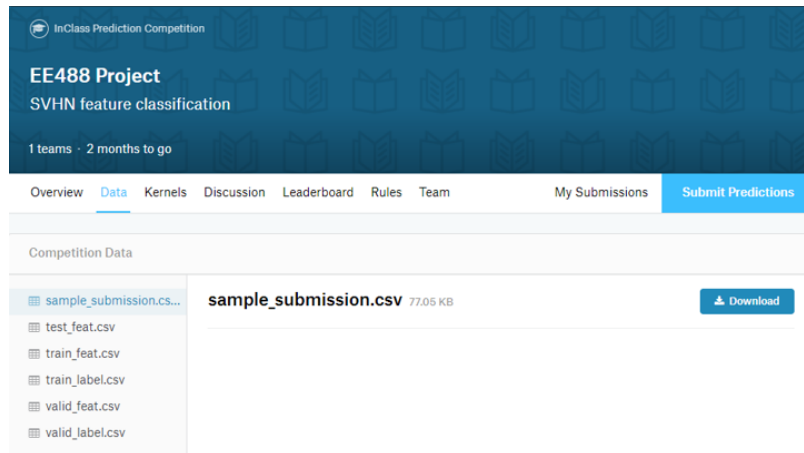 InClass Prediction Competition
EE488 Project
SVHN feature classification
1 teams · 2 months to go
Overview Data Kernels Discussion Leaderboard Rules Team My Submissions Submit Predictions
Competition Data
sample_submission.cs... sample_submission.csv 77.05 KB Download
test_feat.csv
train_feat.csv
train_label.csv
valid_feat.csv
valid_label.csv